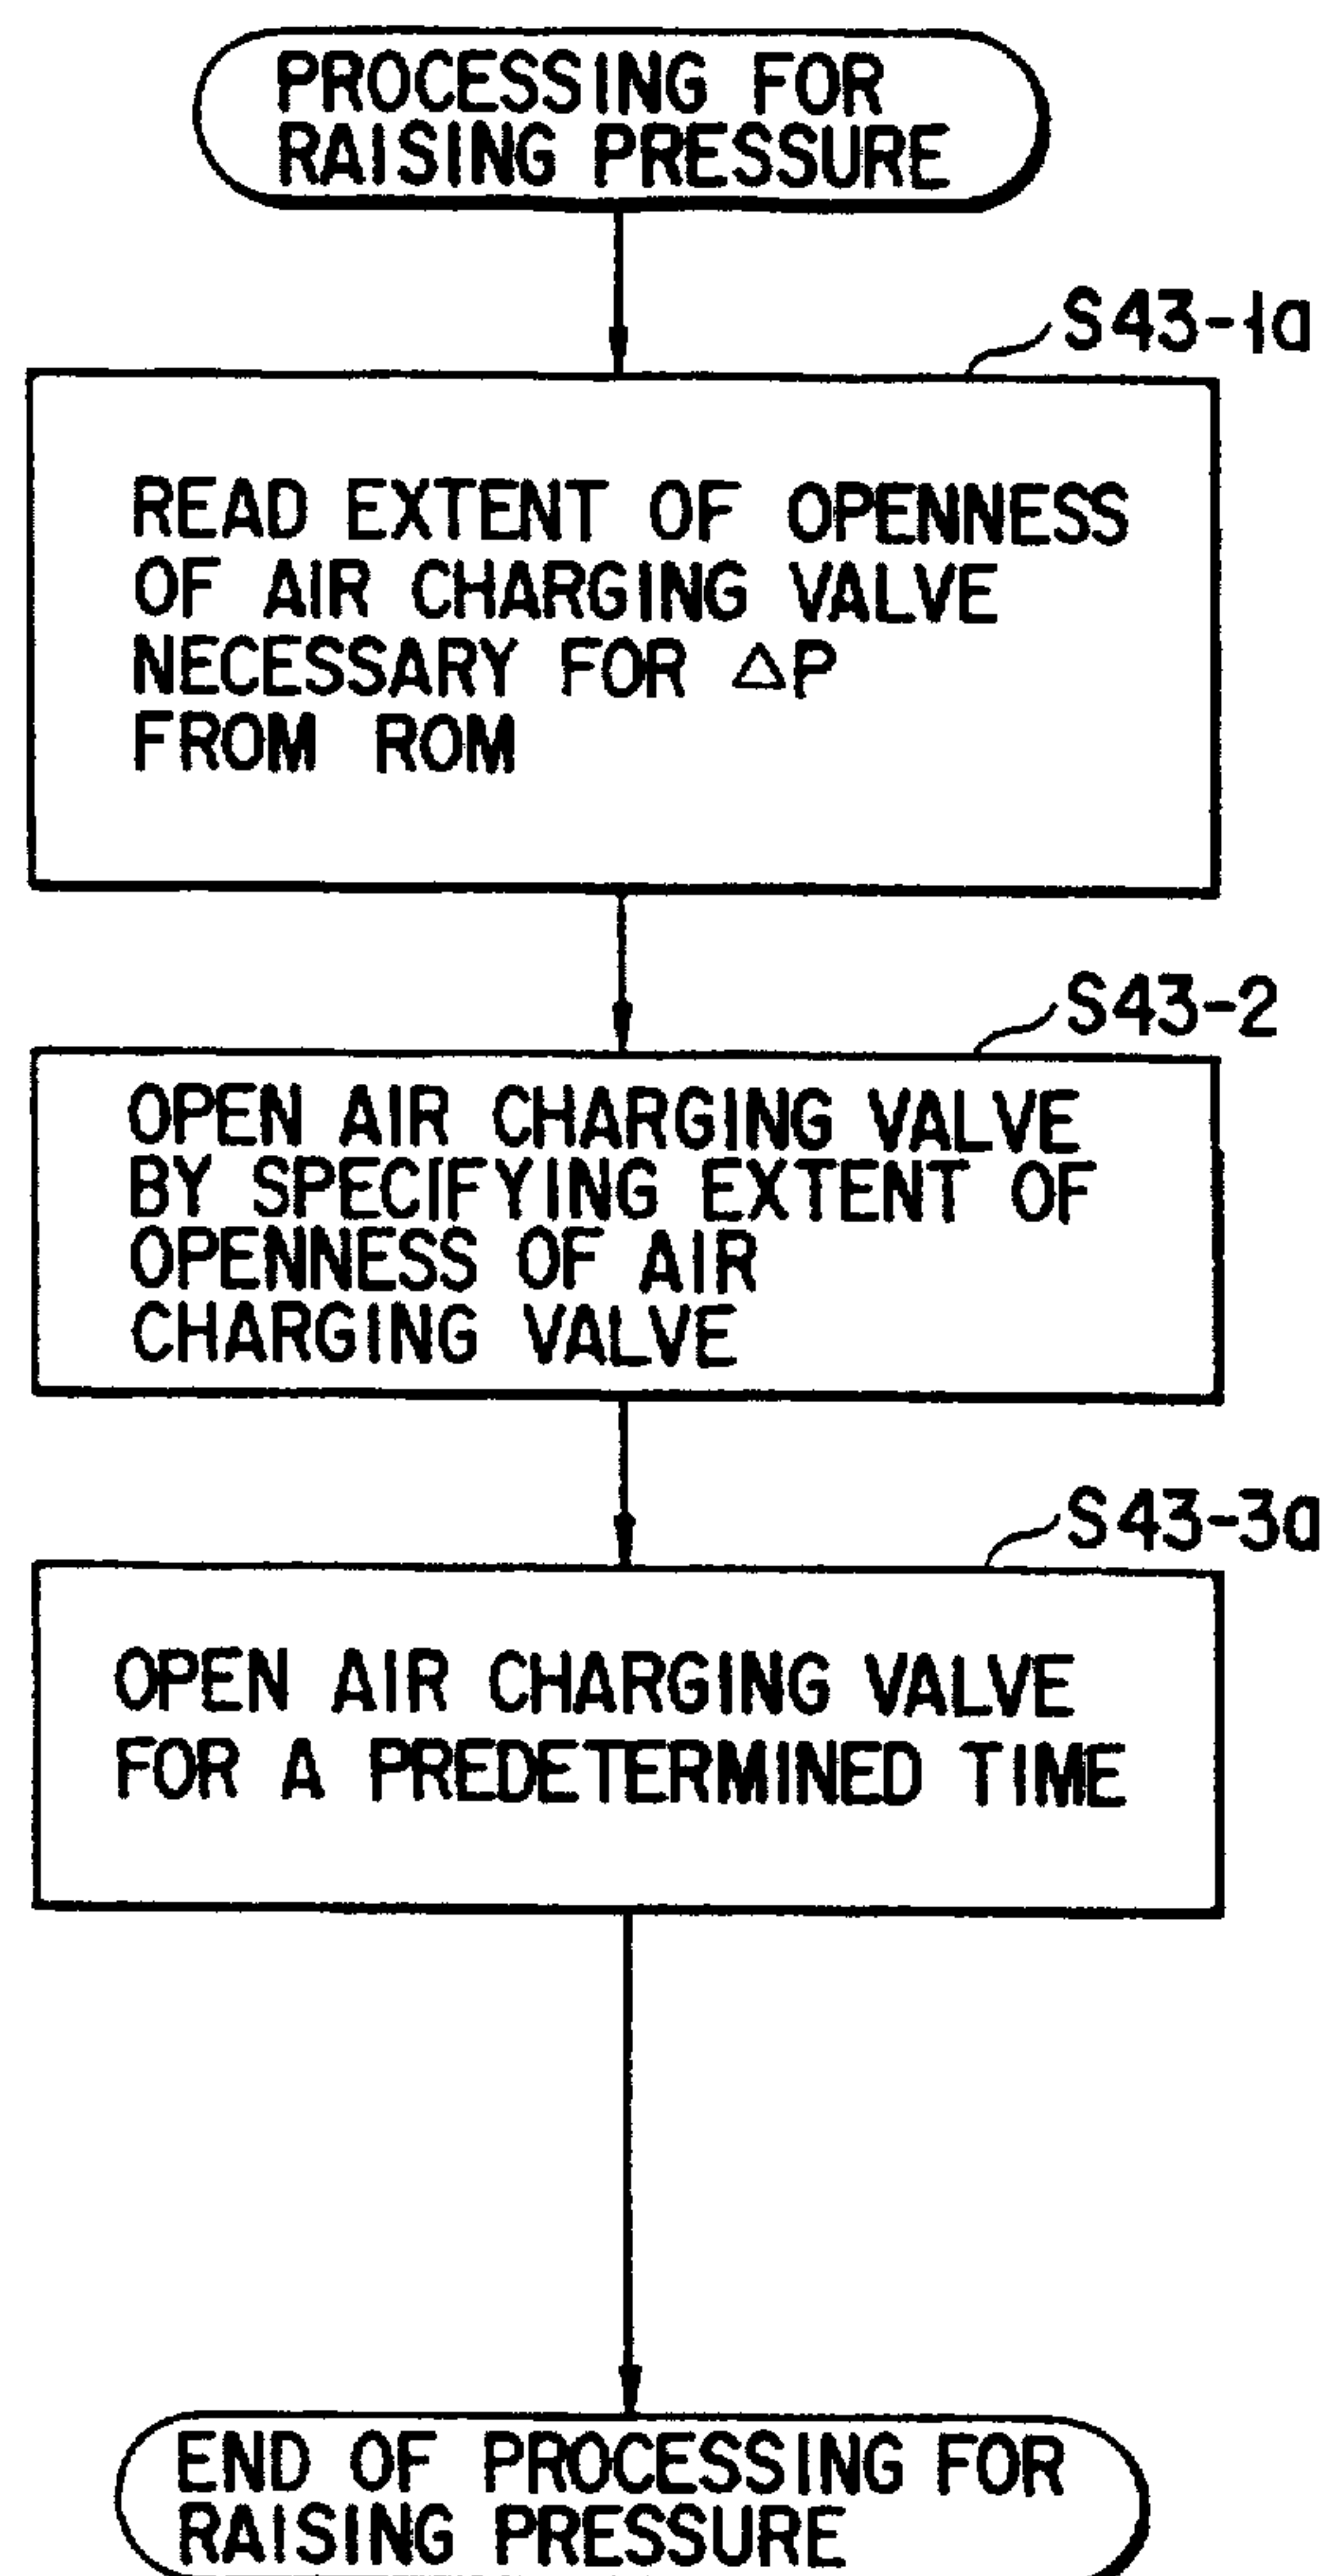 PROCESSING FOR
RAISING PRESSURE
S43-1a
READ EXTENT OF OPENNESS
OF AIR CHARGING VALVE
NECESSARY FOR △P
FROM ROM
S43-2
OPEN AIR CHARGING VALVE
BY SPECIFYING EXTENT OF
OPENNESS OF AIR
CHARGING VALVE
S43-3a
OPEN AIR CHARGING VALVE
FOR A PREDETERMINED TIME
END OF PROCESSING FOR
RAISING PRESSURE